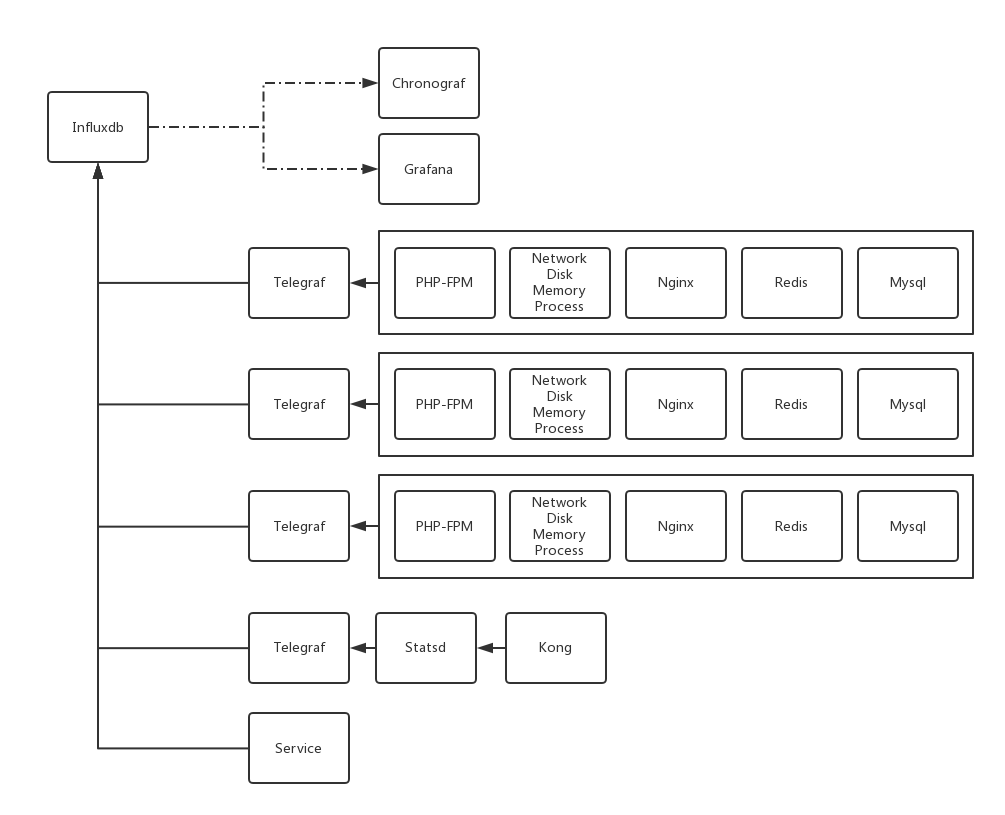 Chronograf
Influxdb
Grafana
Telegraf
PHP-FPM
Network
Disk
Memory
Process
Nginx
Redis
Mysql
Telegraf
PHP-FPM
Network
Disk
Memory
Process
Nginx
Redis
Mysql
Telegraf
PHP-FPM
Network
Disk
Memory
Process
Nginx
Redis
Mysql
Telegraf
Statsd
Kong
Service